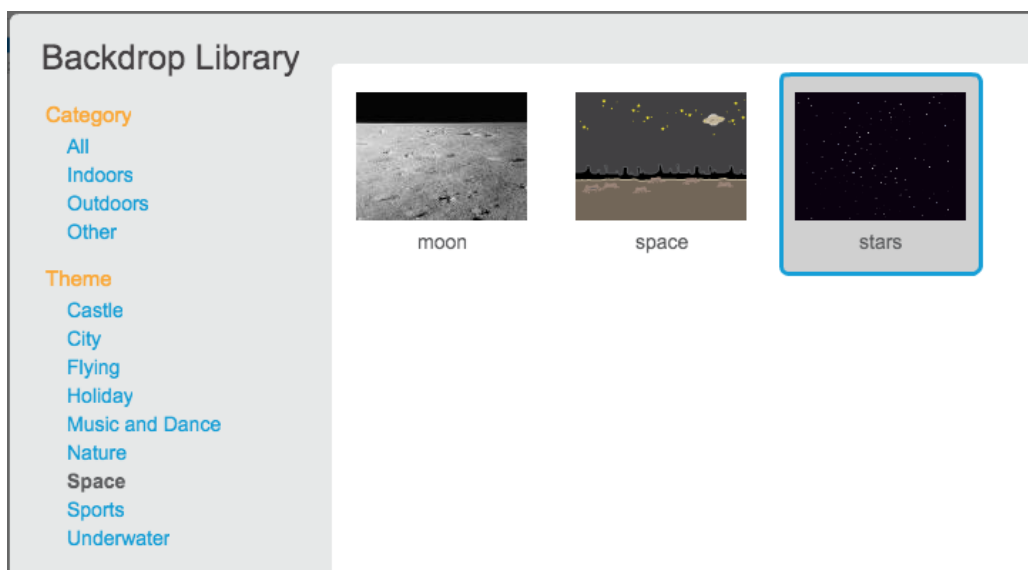 Backdrop Library
Category
All
Indoors
Outdoors
Other
Theme
Castle
City
Flying
Holiday
Music and Dance
Nature
Space
Sports
Underwater
moon
space
stars